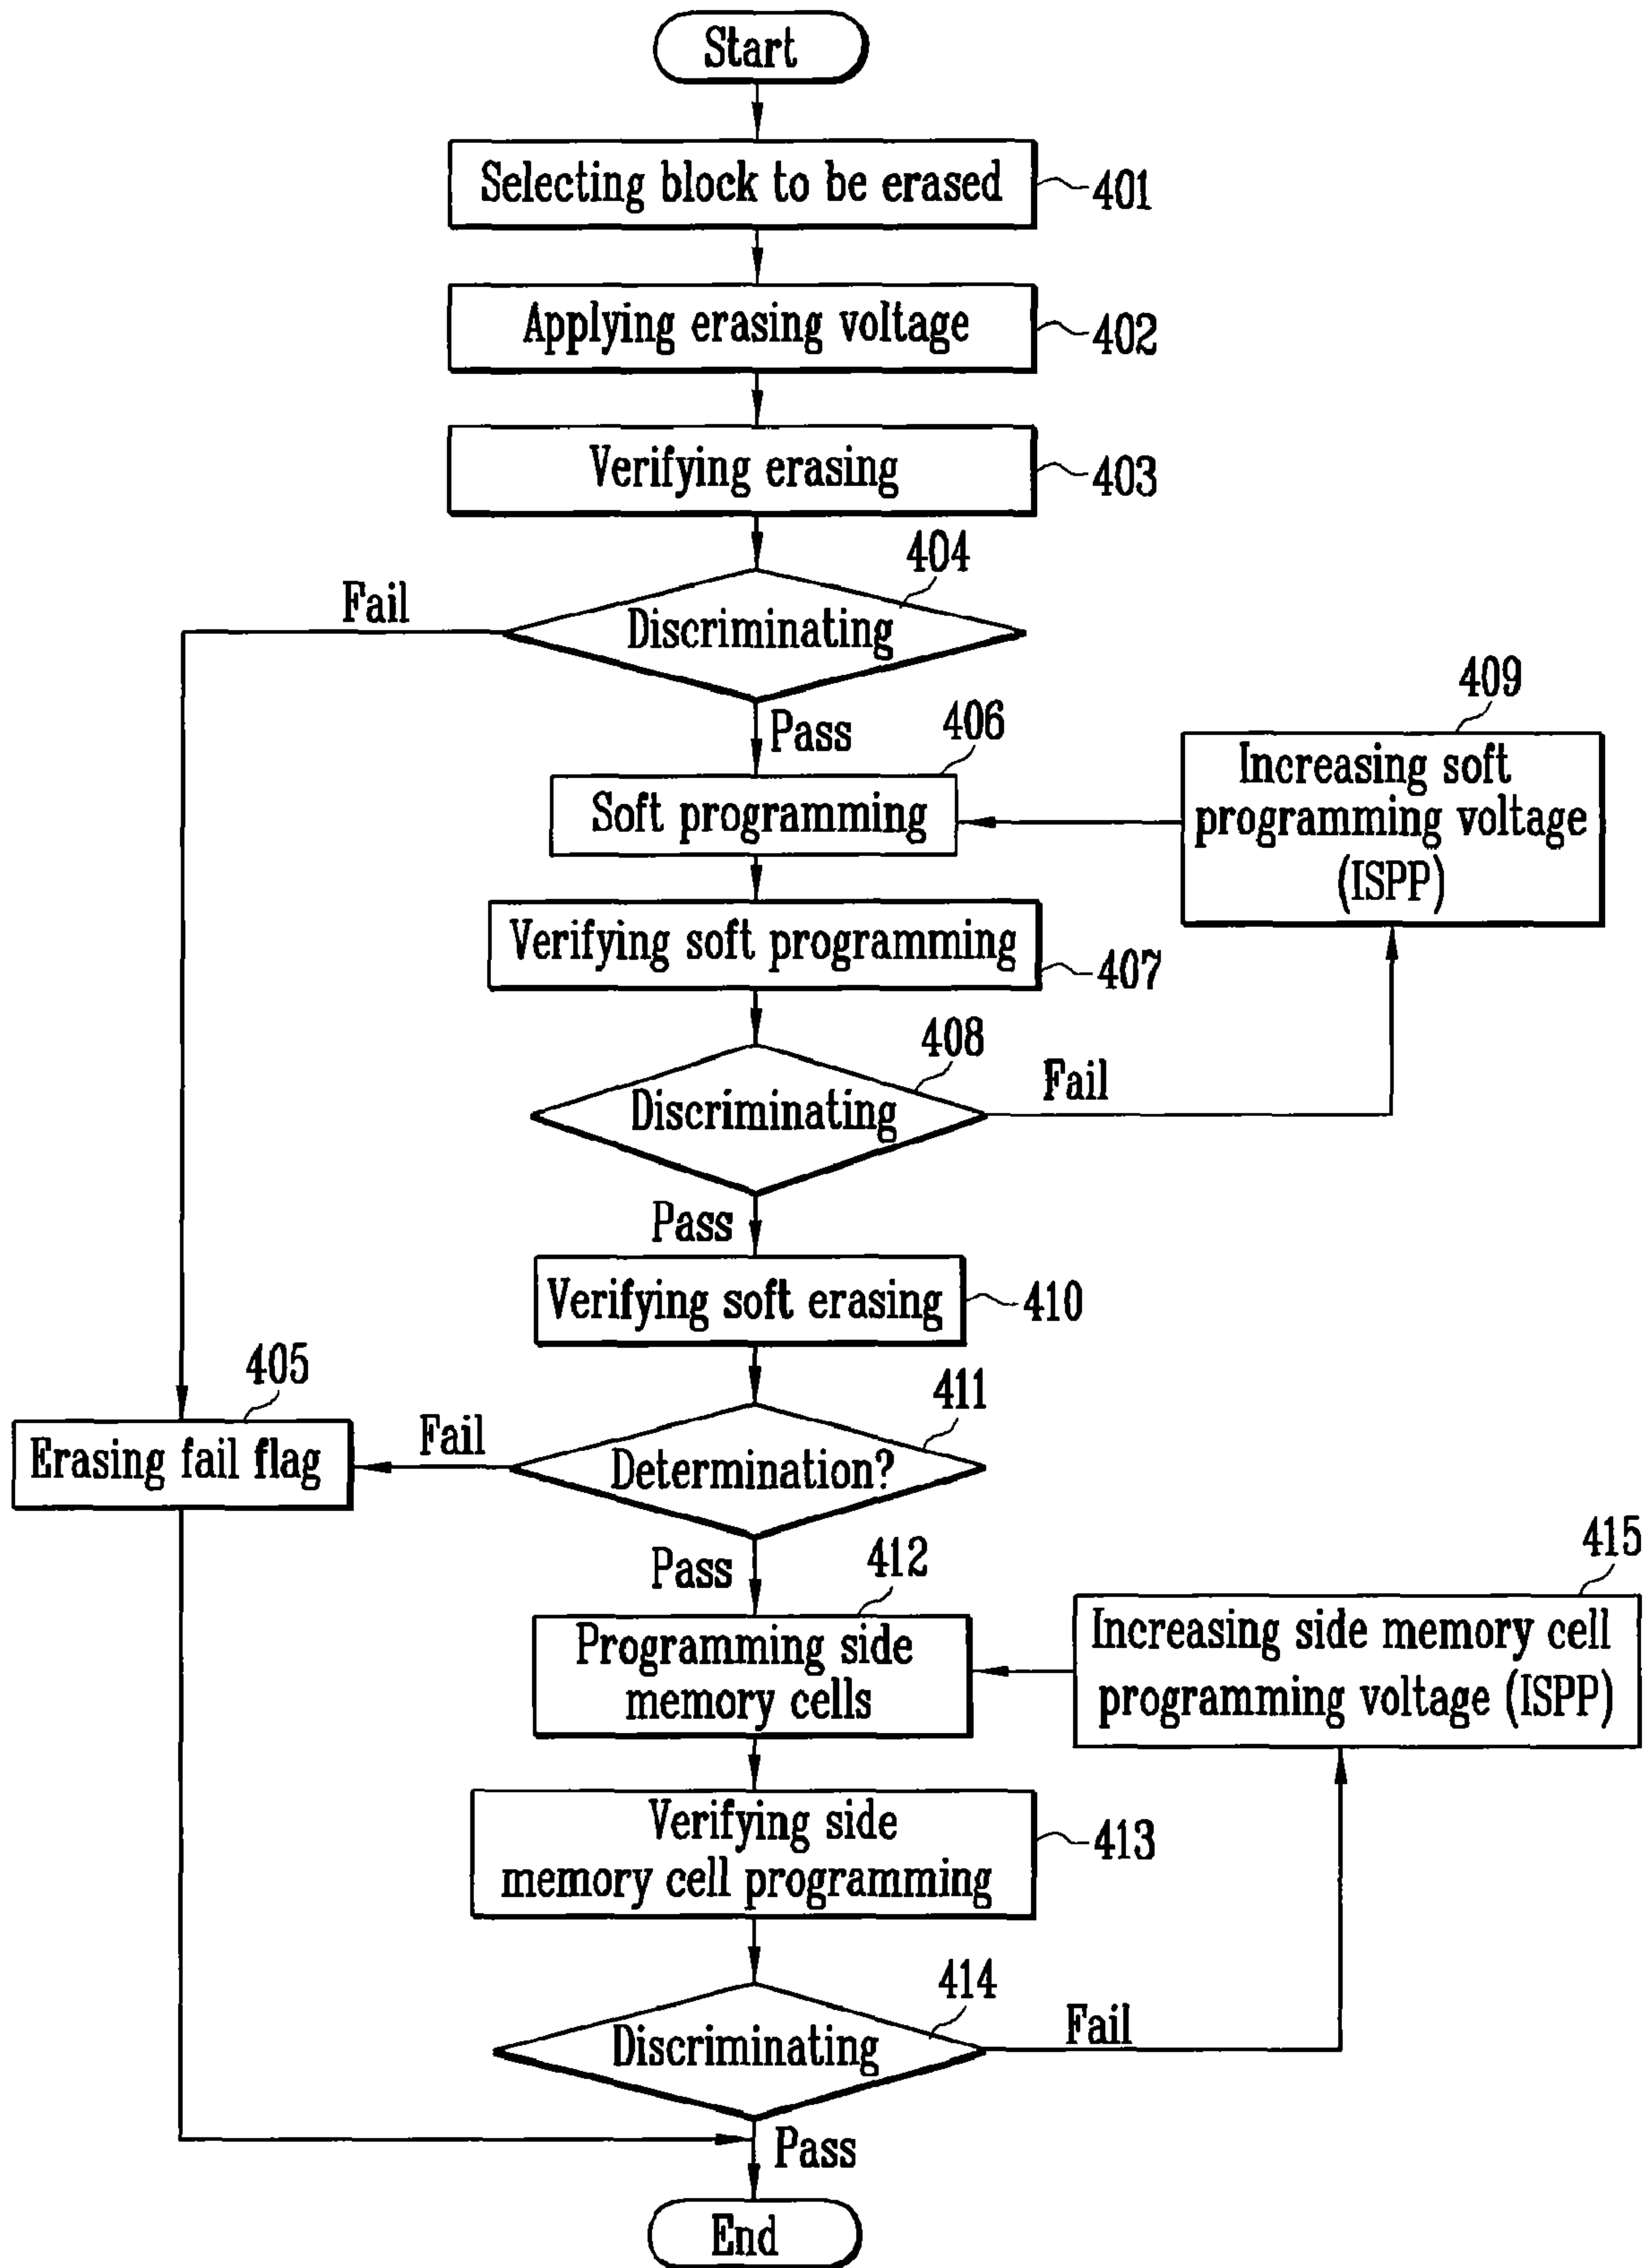 Start
Selecting block to be erased
401
Applying erasing voltage
402
Verifying erasing
403
404
Fail
Discriminating
Pass
406
409
Soft programming
Increasing soft
programming voltage
(ISPP)
Verifying soft programming
407
408
Discriminating
Fail
Pass
Verifying soft erasing
410
405
411
Erasing fail flag
Fail
Determination?
Pass
412
415
Programming side
memory cells
Increasing side memory cell
programming voltage (ISPP)
Verifying side
memory cell programming
413
414
Discriminating
Fail
Pass
End